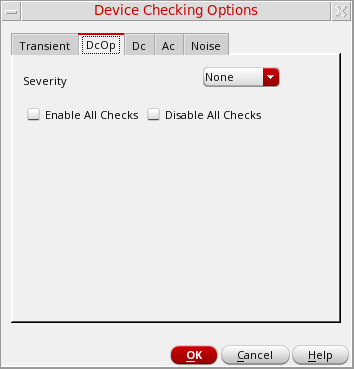 Device Checking Options
Transient DcOp Dc Ac Noise
Severity None
Enable All Checks Disable All Checks
OK Cancel Help